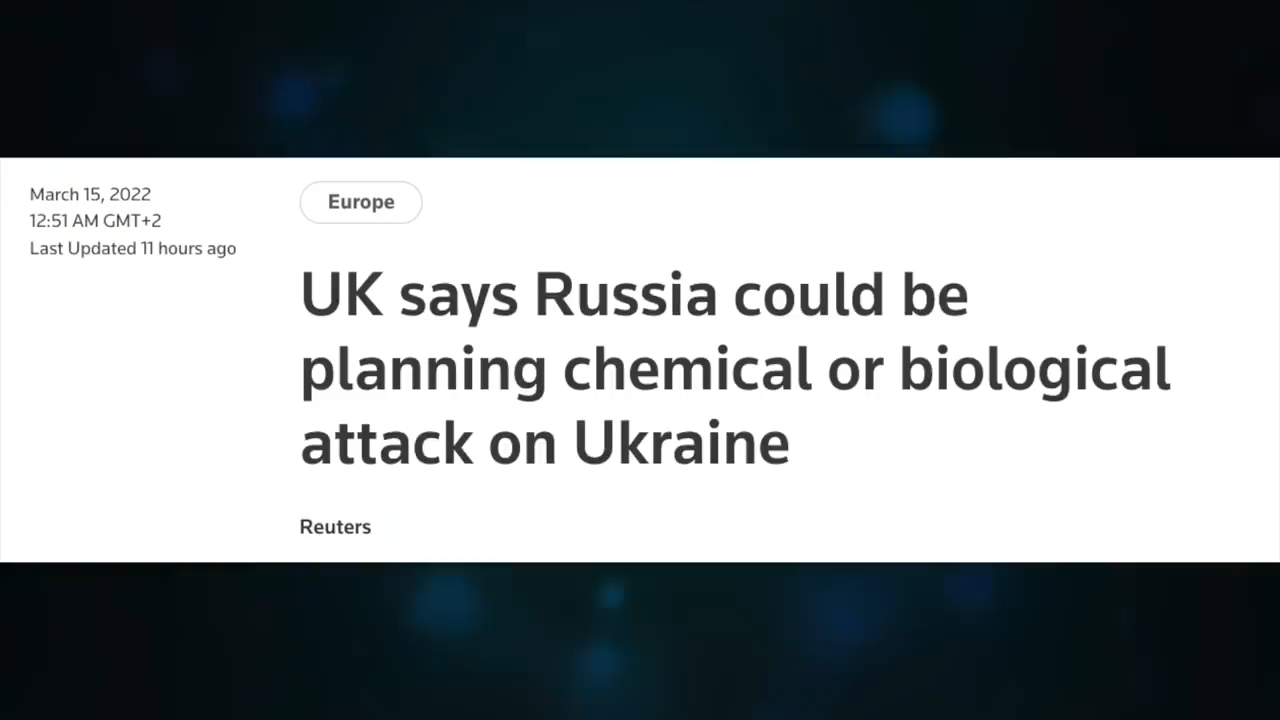 March 15, 2022
12:51 AM GMT+2
Last Updated 11 hours ago
Europe
UK says Russia could be
planning chemical or biological
attack on Ukraine
Reuters